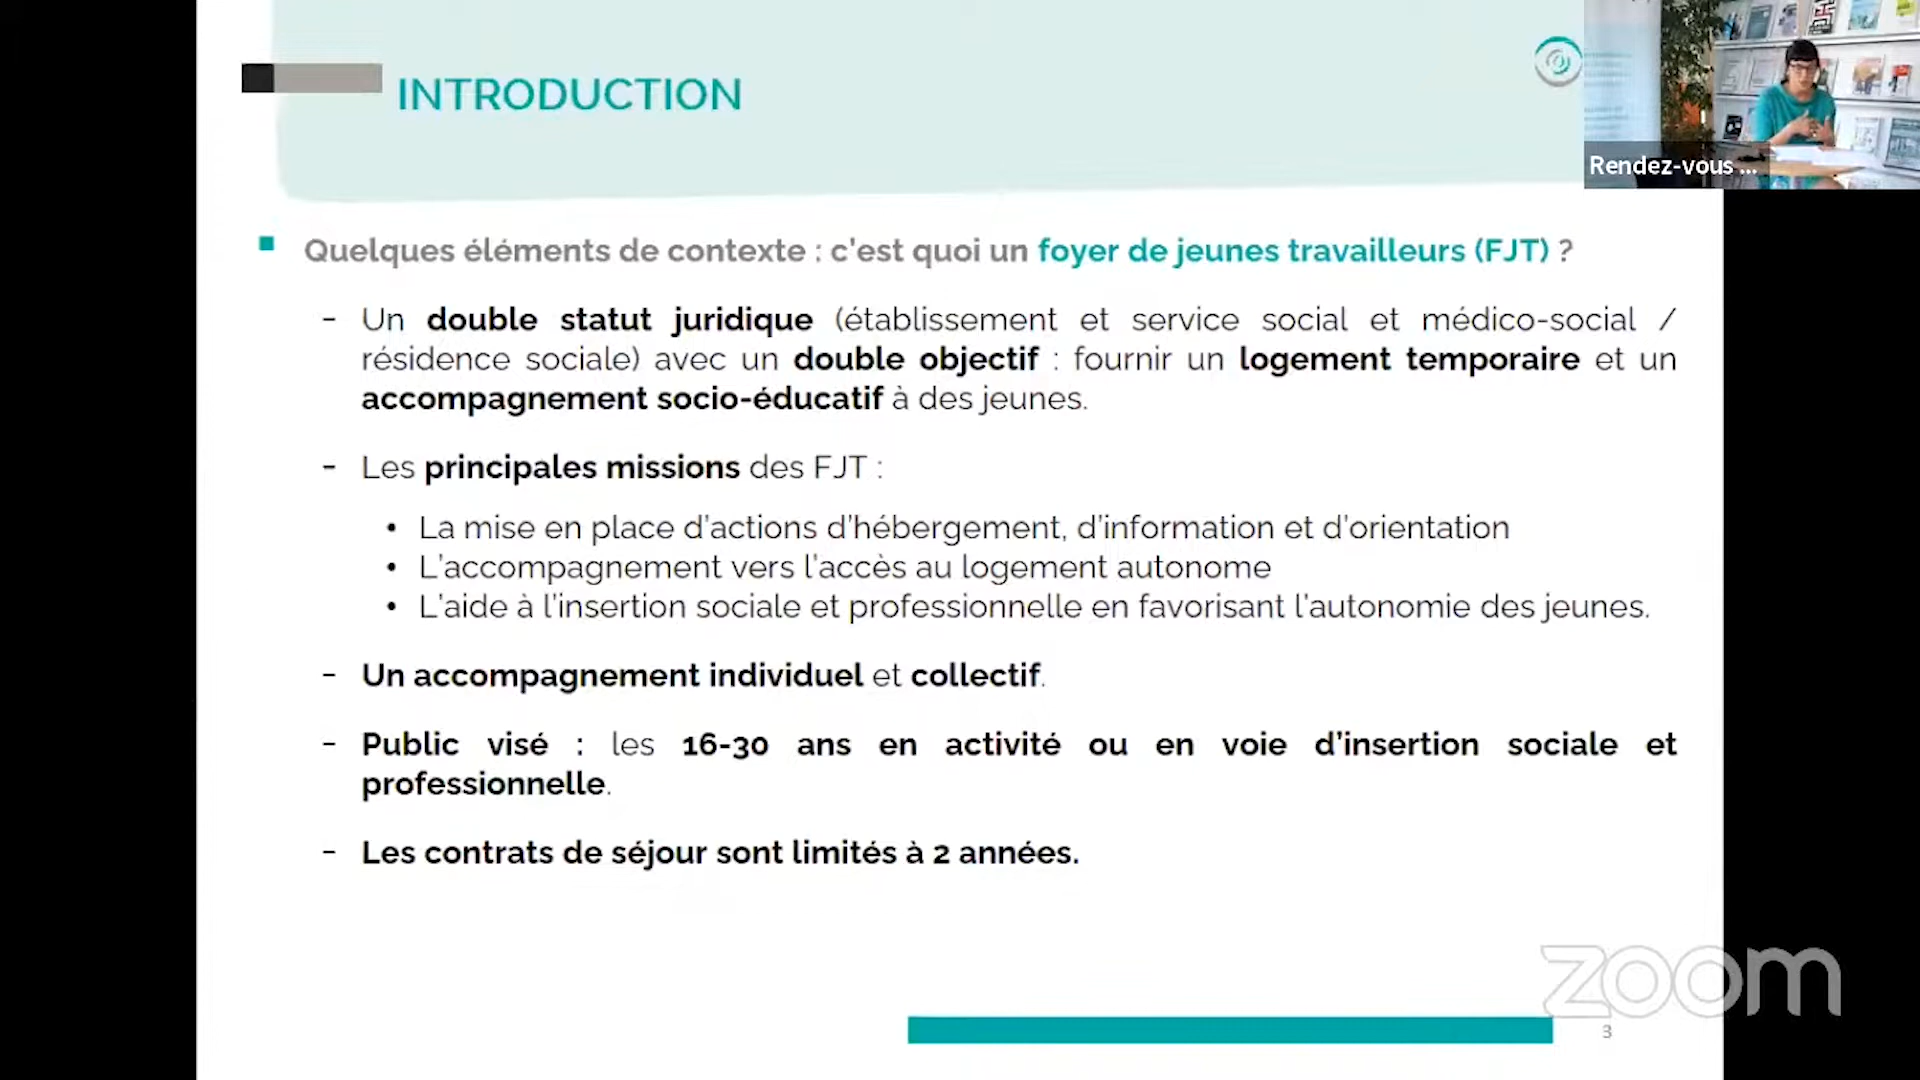 INTRODUCTION
Rendez-vous ...
Quelques éléments de contexte : c'est quoi un foyer de jeunes travailleurs (FJT) ?
- Un double statut juridique (établissement et service social et médico-social /
résidence sociale) avec un double objectif : fournir un logement temporaire et un
accompagnement socio-éducatif à des jeunes.
- Les principales missions des FJT :
• La mise en place d'actions d'hébergement, d'information et d'orientation
• L'accompagnement vers l'accès au logement autonome
• L'aide à l'insertion sociale et professionnelle en favorisant l'autonomie des jeunes.
- Un accompagnement individuel et collectif.
- Public visé : les 16-30 ans en activité ou en voie d'insertion sociale et
professionnelle.
- Les contrats de séjour sont limités à 2 années.
zoom
3